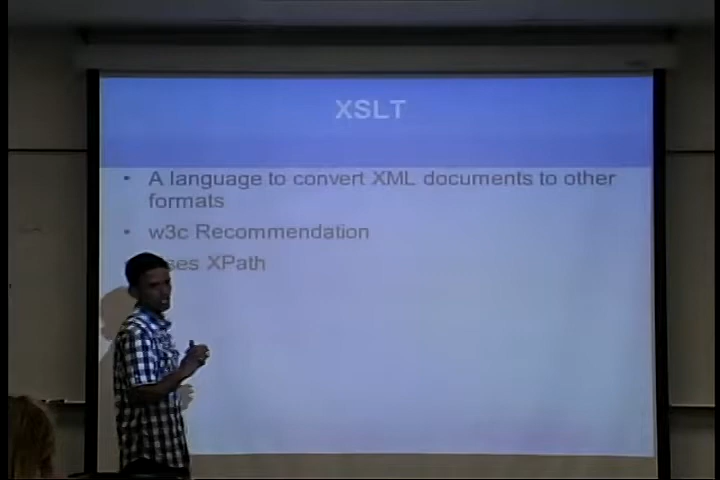 XSLT
• A language to convert XML documents to other
formats
• w3c Recommendation
ses XPath